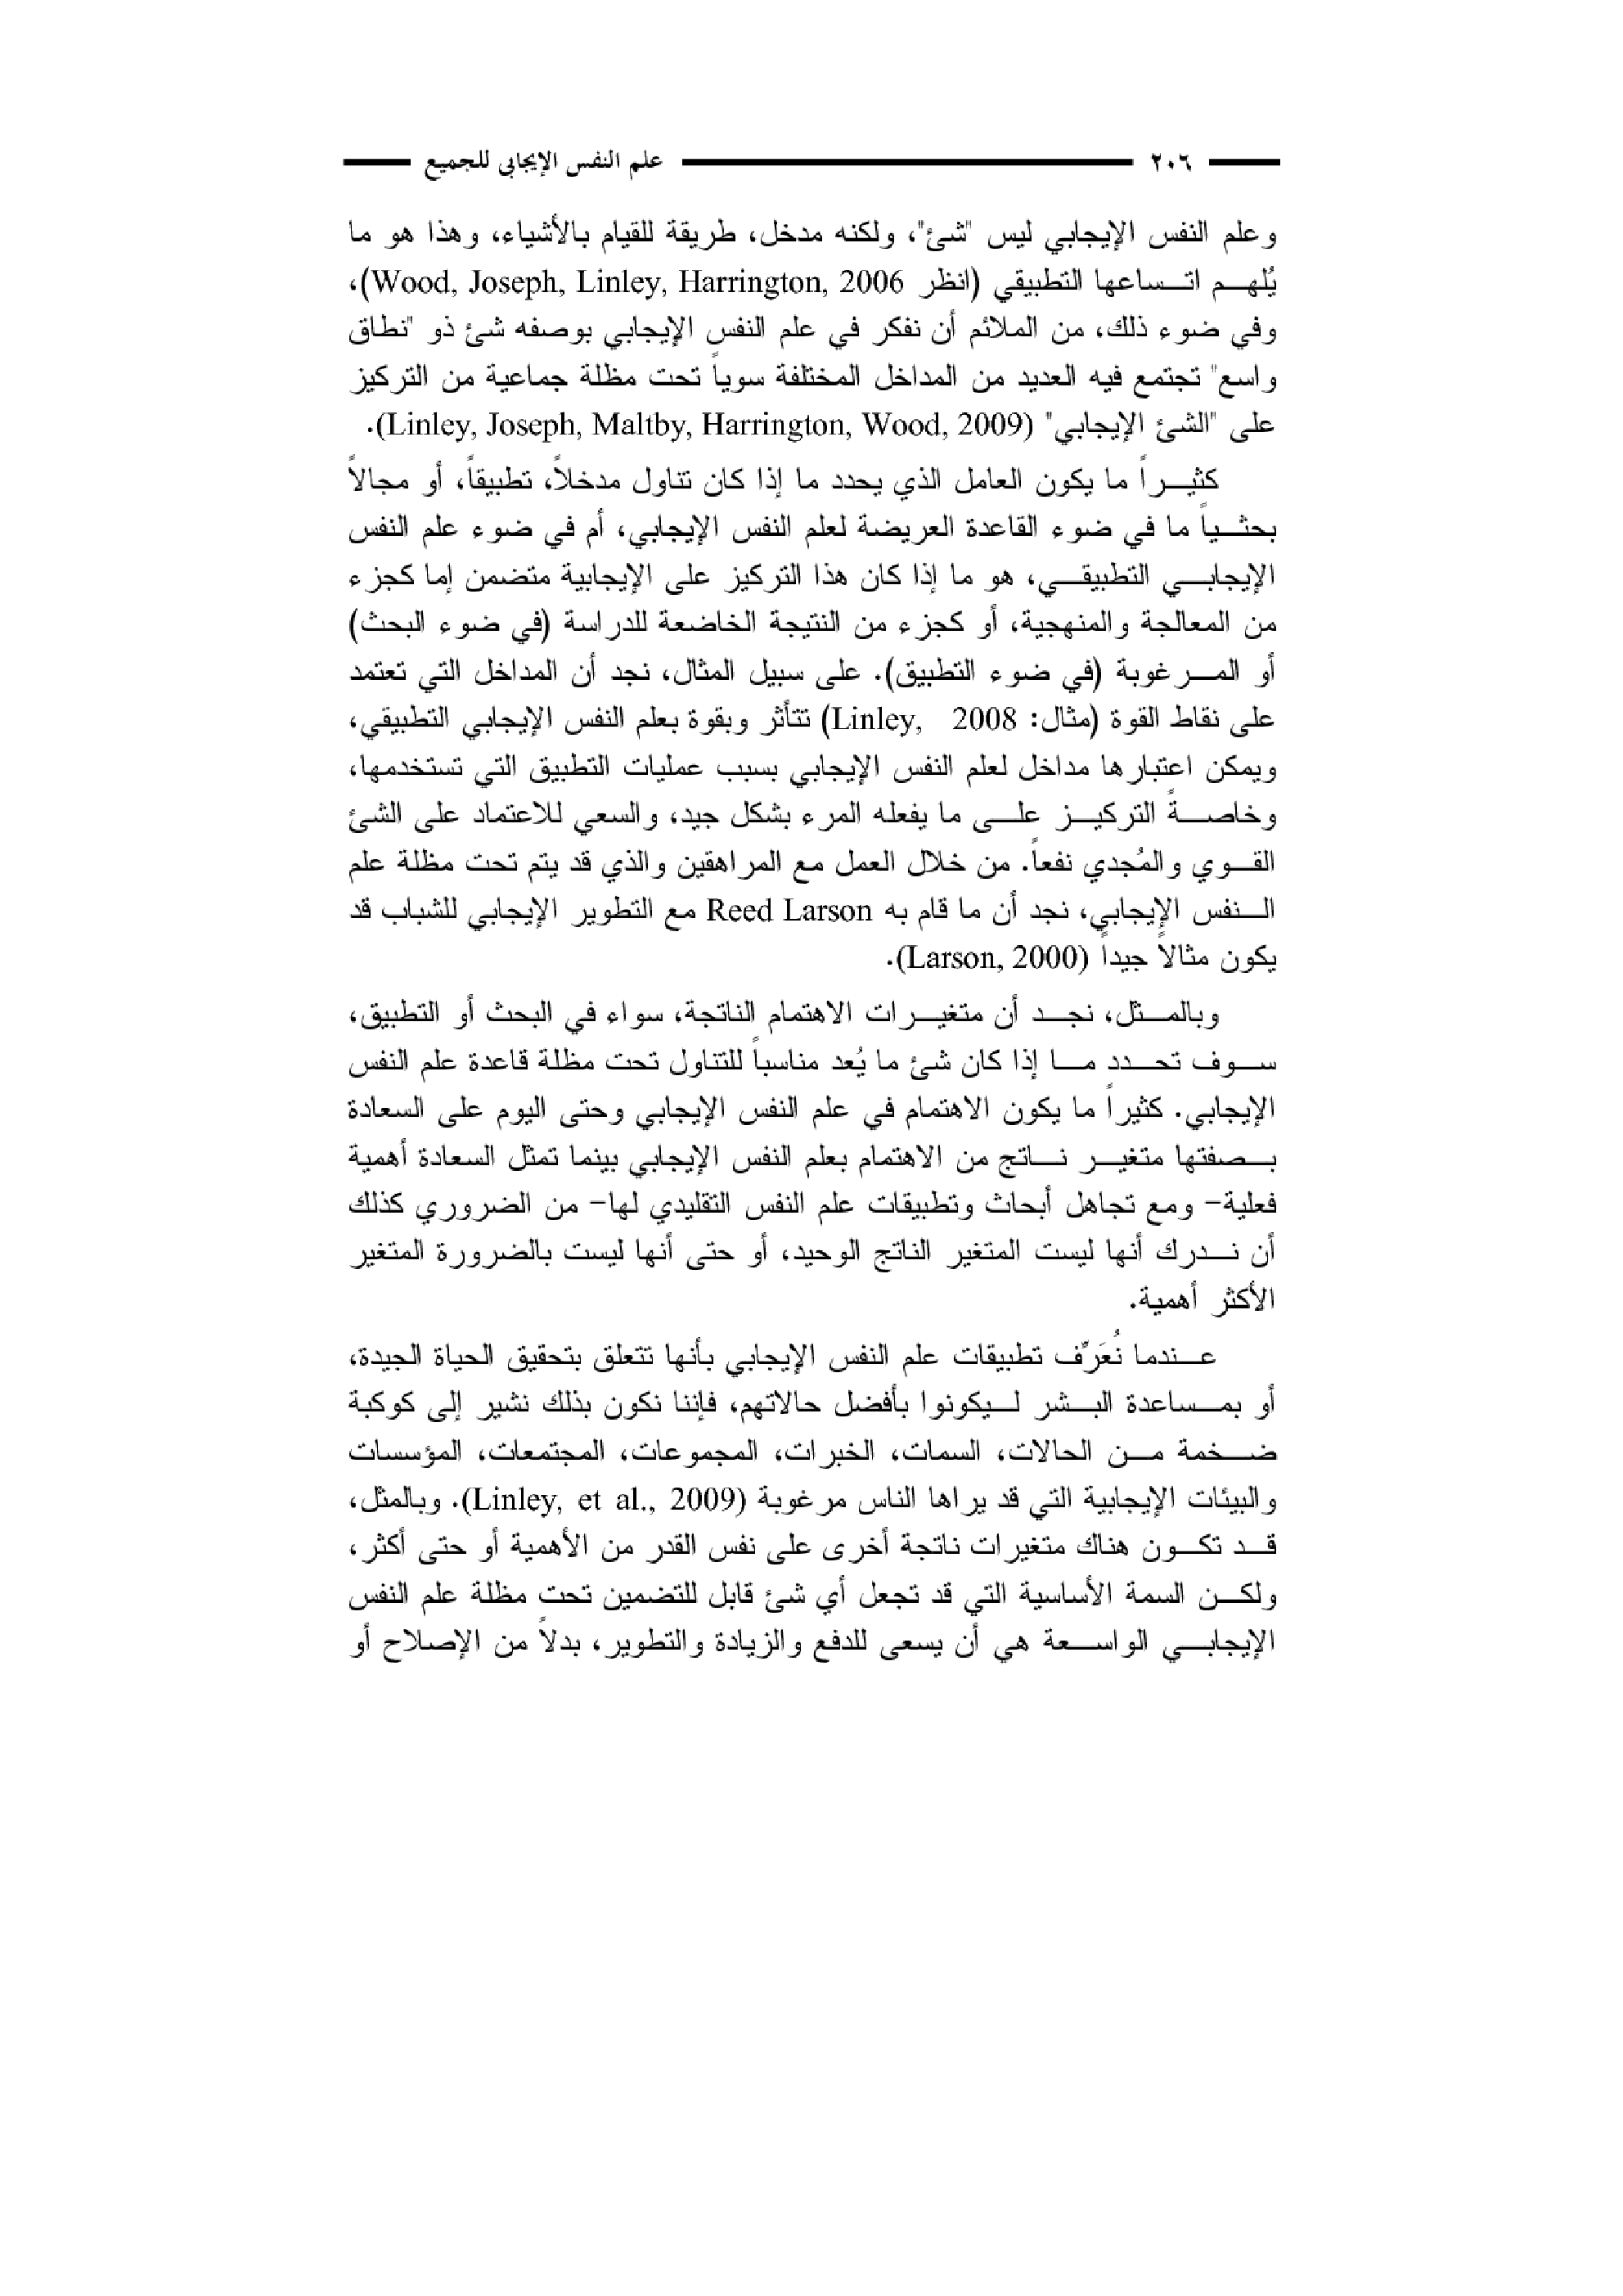 ٢٠٦ علم النفس الإيجابي للجميع
وعلم النفس الإيجابي ليس "شئ"، ولكنه مدخل، طريقة للقيام بالأشياء، وهذا هو ما
يُلهم اتساعها التطبيقي (انظر Wood, Joseph, Linley, Harrington, 2006)،
وفي ضوء ذلك، من الملائم أن نفكر في علم النفس الإيجابي بوصفه شئ ذو "نطاق
واسع" تجتمع فيه العديد من المداخل المختلفة سوياً تحت مظلة جماعية من التركيز
على "الشئ الإيجابي" (Linley, Joseph, Maltby, Harrington, Wood, 2009).
كثيراً ما يكون العامل الذي يحدد ما إذا كان تتاول مدخلاً، تطبيقاً، أو مجالاً
بحثياً ما في ضوء القاعدة العريضة لعلم النفس الإيجابي، أم في ضوء علم النفس
الإيجابي التطبيقي، هو ما إذا كان هذا التركيز على الإيجابية متضمن إما كجزء
من المعالجة والمنهجية، أو كجزء من النتيجة الخاضعة للدراسة (في ضوء البحث)
أو المرغوبة (في ضوء التطبيق). على سبيل المثال، نجد أن المداخل التي تعتمد
على نقاط القوة (مثال: Linley, 2008) تتأثر وبقوة بعلم النفس الإيجابي التطبيقي،
ويمكن اعتبارها مداخل لعلم النفس الإيجابي بسبب عمليات التطبيق التي تستخدمها،
وخاصةً التركيز على ما يفعله المرء بشكل جيد، والسعي للاعتماد على الشئ
القوي والمُجدي نفعاً. من خلال العمل مع المراهقين والذي قد يتم تحت مظلة علم
النفس الإيجابي، نجد أن ما قام به Reed Larson مع التطوير الإيجابي للشباب قد
يكون مثالاً جيداً (Larson, 2000).
وبالمثل، نجد أن متغيرات الاهتمام الناتجة، سواء في البحث أو التطبيق،
سوف تحدد ما إذا كان شئ ما يُعد مناسباً للتناول تحت مظلة قاعدة علم النفس
الإيجابي. كثيراً ما يكون الاهتمام في علم النفس الإيجابي وحتى اليوم على السعادة
بصفتها متغير ناتج من الاهتمام بعلم النفس الإيجابي بينما تمثل السعادة أهمية
فعلية- ومع تجاهل أبحاث وتطبيقات علم النفس التقليدي لها- من الضروري كذلك
أن ندرك أنها ليست المتغير الناتج الوحيد، أو حتى أنها ليست بالضرورة المتغير
الأكثر أهمية.
عندما نُعَرِّف تطبيقات علم النفس الإيجابي بأنها تتعلق بتحقيق الحياة الجيدة،
أو بمساعدة البشر ليكونوا بأفضل حالاتهم، فإننا نكون بذلك نشير إلى كوكبة
ضخمة من الحالات، السمات، الخبرات، المجموعات، المجتمعات، المؤسسات
والبيئات الإيجابية التي قد يراها الناس مرغوبة (Linley, et al., 2009). وبالمثل،
قد تكون هناك متغيرات ناتجة أخرى على نفس القدر من الأهمية أو حتى أكثر،
ولكن السمة الأساسية التي قد تجعل أي شئ قابل للتضمين تحت مظلة علم النفس
الإيجابي الواسعة هي أن يسعى للدفع والزيادة والتطوير، بدلاً من الإصلاح أو